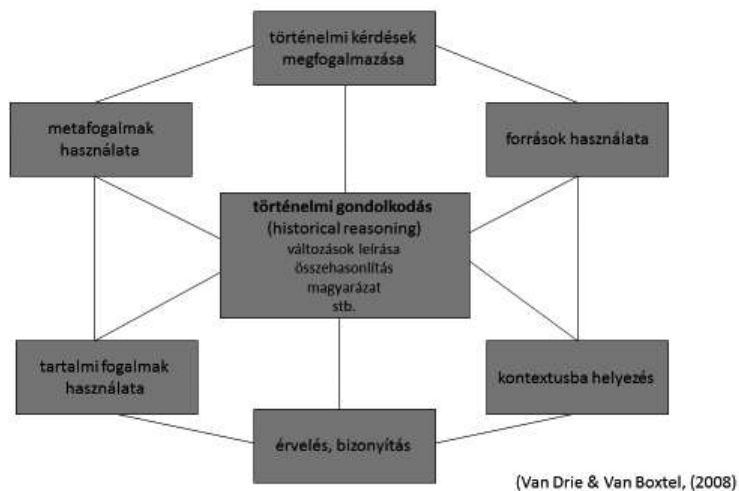 történelmi kérdések
megfogalmazása
metafogalmak
használata
források használata
történelmi gondolkodás
(historical reasoning)
változások leírása
összehasonlítás
magyarázat
stb.
tartalmi fogalmak
használata
kontextusba helyezés
érvelés, bizonyítás
(Van Drie & Van Boxtel, (2008)